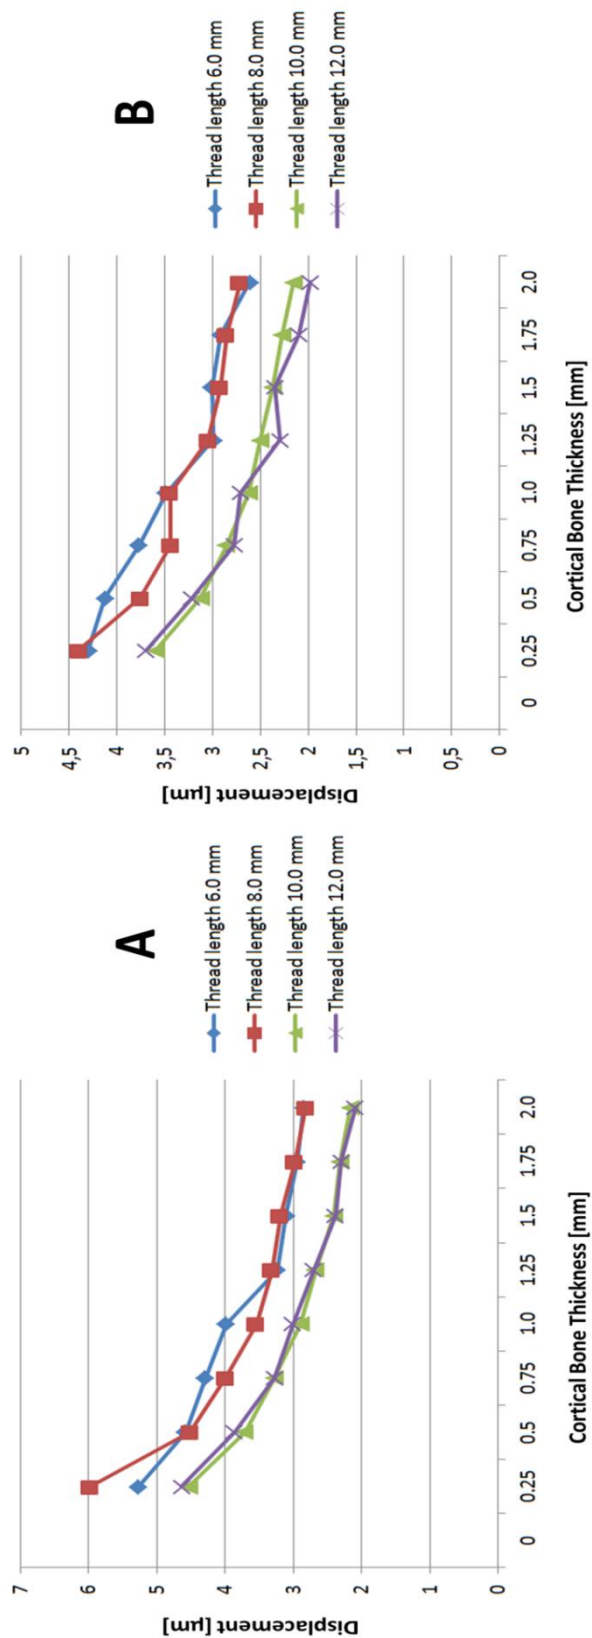 A
Displacement [µm]
7
6
5
4
3
2
1
0
0 0.25 0.5 0.75 1.0 1.25 1.5 1.75 2.0
Cortical Bone Thickness [mm]
Thread length 6.0 mm
Thread length 8.0 mm
Thread length 10.0 mm
Thread length 12.0 mm
B
Displacement [µm]
5
4,5
4
3,5
3
2,5
2
1,5
1
0,5
0
0 0.25 0.5 0.75 1.0 1.25 1.5 1.75 2.0
Cortical Bone Thickness [mm]
Thread length 6.0 mm
Thread length 8.0 mm
Thread length 10.0 mm
Thread length 12.0 mm